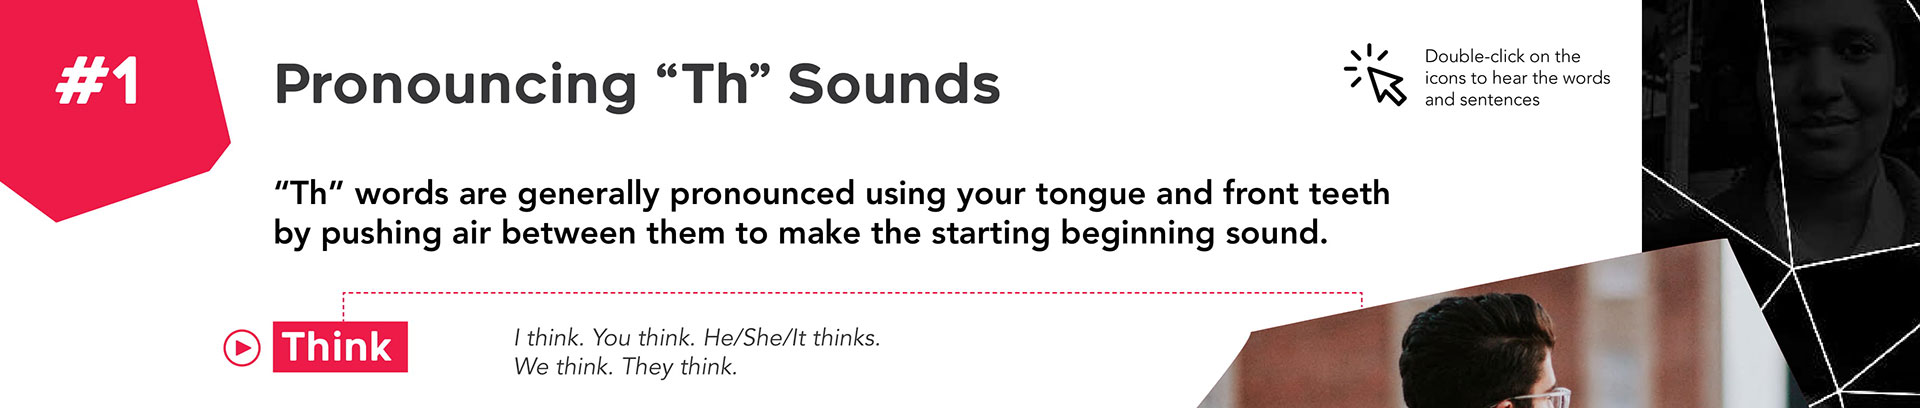 #1
Pronouncing “Th” Sounds
Double-click on the
icons to hear the words
and sentences
“Th” words are generally pronounced using your tongue and front teeth
by pushing air between them to make the starting beginning sound.
Think
I think. You think. He/She/It thinks.
We think. They think.